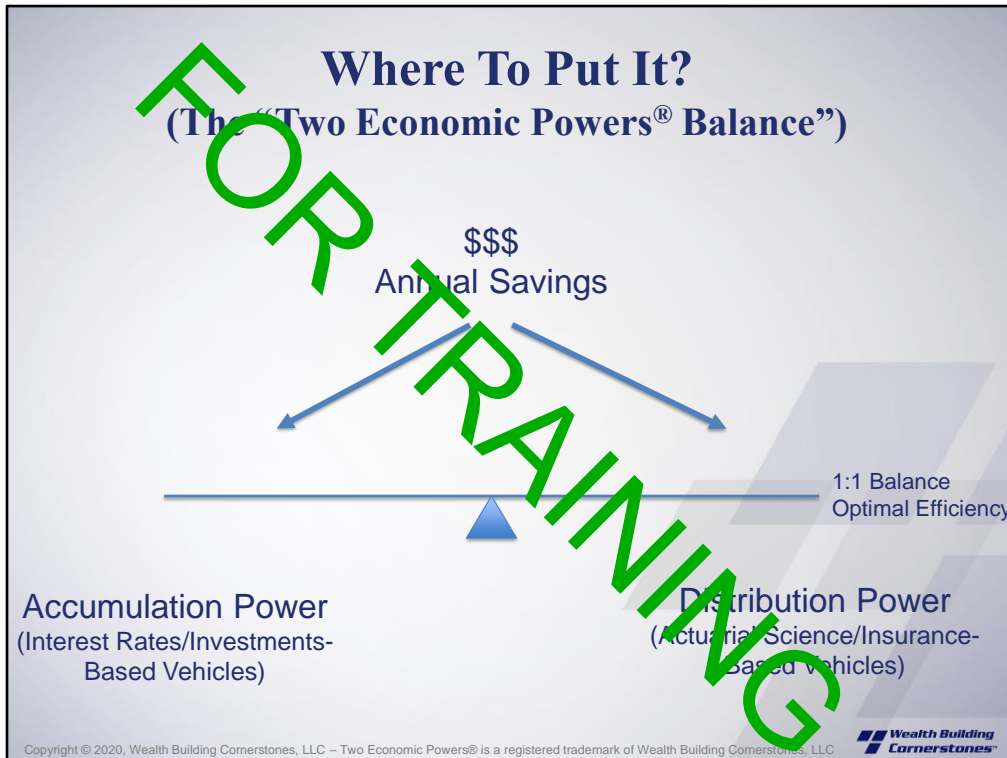 Where To Put It?
(The “Two Economic Powers® Balance”)
$$$
Annual Savings
1:1 Balance
Optimal Efficiency
Accumulation Power
(Interest Rates/Investments-
Based Vehicles)
Distribution Power
(Actuarial Science/Insurance-
Based Vehicles)
FOR TRAINING
Copyright © 2020, Wealth Building Cornerstones, LLC – Two Economic Powers® is a registered trademark of Wealth Building Cornerstones, LLC
Wealth Building
Cornerstones™